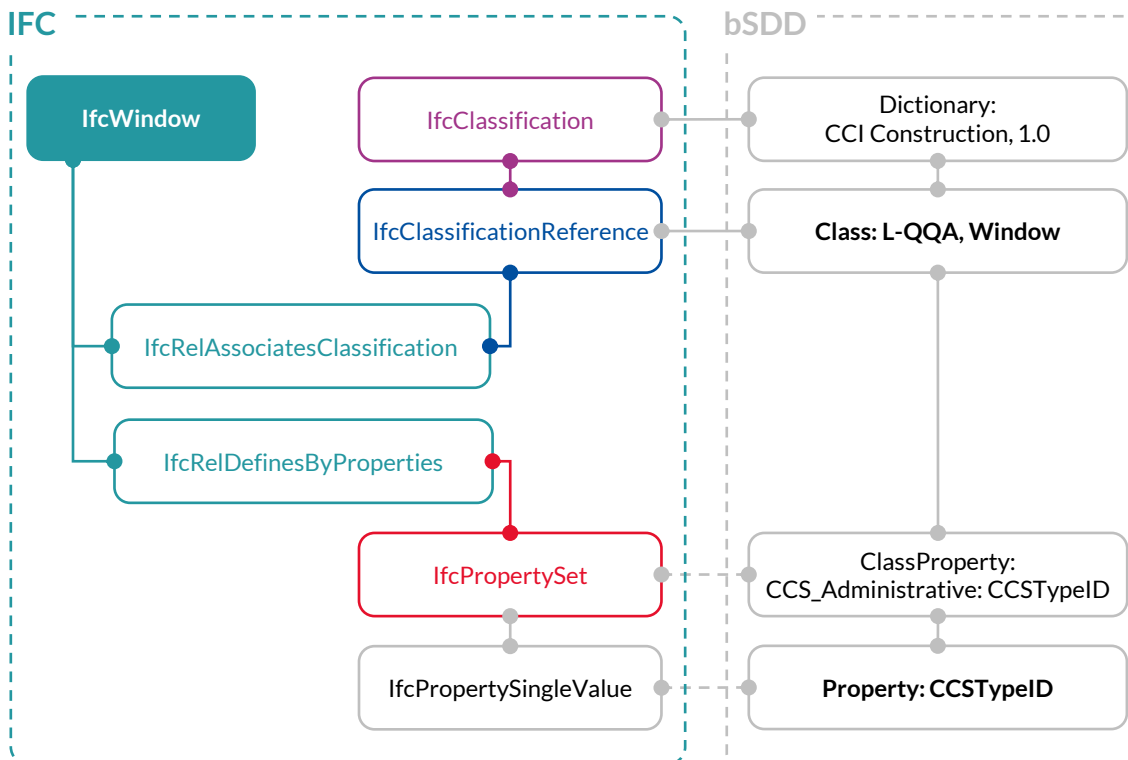 IFC
bSDD
IfcWindow
IfcClassification
Dictionary:
CCI Construction, 1.0
IfcClassificationReference
Class: L-QQA, Window
IfcRelAssociatesClassification
IfcRelDefinesByProperties
IfcPropertySet
ClassProperty:
CCS_Administrative: CCSTypeID
IfcPropertySingleValue
Property: CCSTypeID